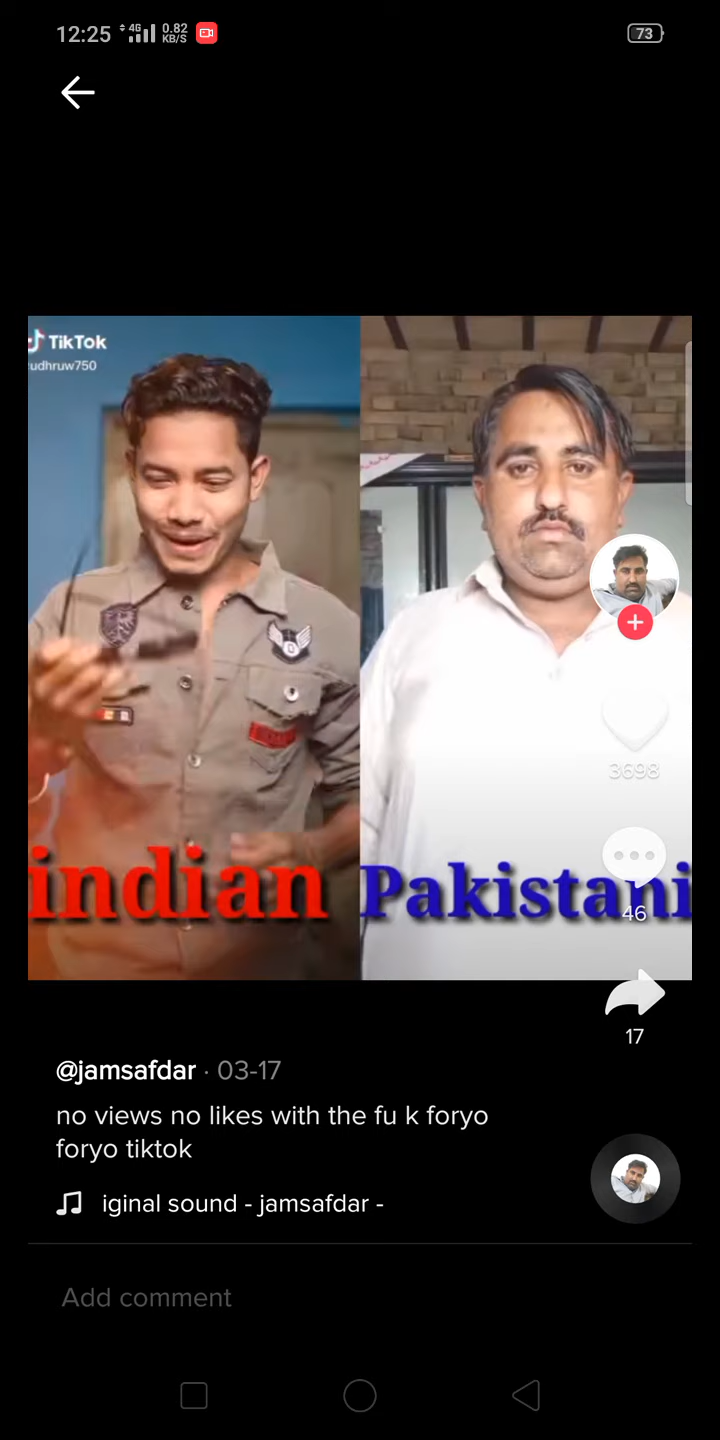 12:25 4G 0.82 KB/S 73
TikTok
udhruw750
indian Pakistani
3698
46
17
@jamsafdar · 03-17
no views no likes with the fu k foryo
foryo tiktok
iginal sound - jamsafdar -
Add comment